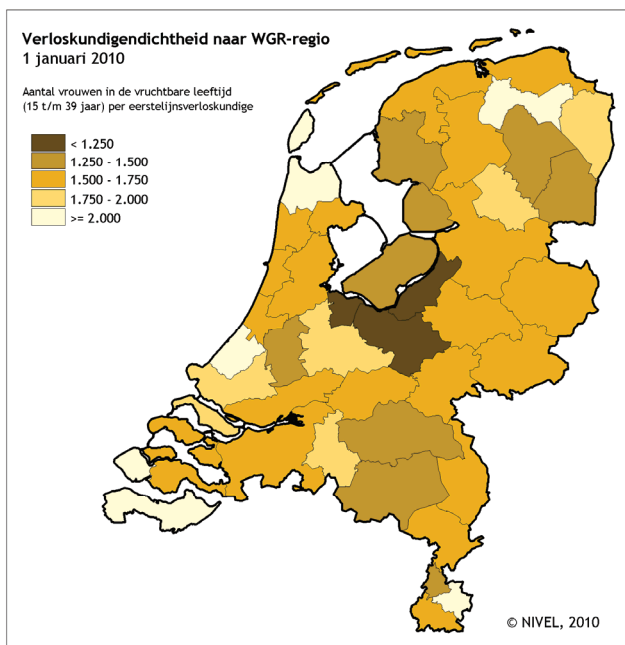 Verloskundigendichtheid naar WGR-regio
1 januari 2010
Aantal vrouwen in de vruchtbare leeftijd
(15 t/m 39 jaar) per eerstelijnsverloskundige
< 1.250
1.250 - 1.500
1.500 - 1.750
1.750 - 2.000
>= 2.000
© NIVEL, 2010